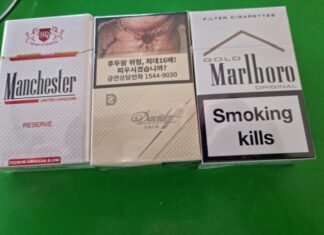 Manchester
UNITED KINGDOM
RESERVE
PREMIUM AMERICAN BLEND
후두암 위험, 최대16배!
피우시겠습니까?
금연상담전화 1544-9030
Davidoff
GOLD
FILTER CIGARETTES
GOLD
Marlboro
ORIGINAL
Smoking
kills